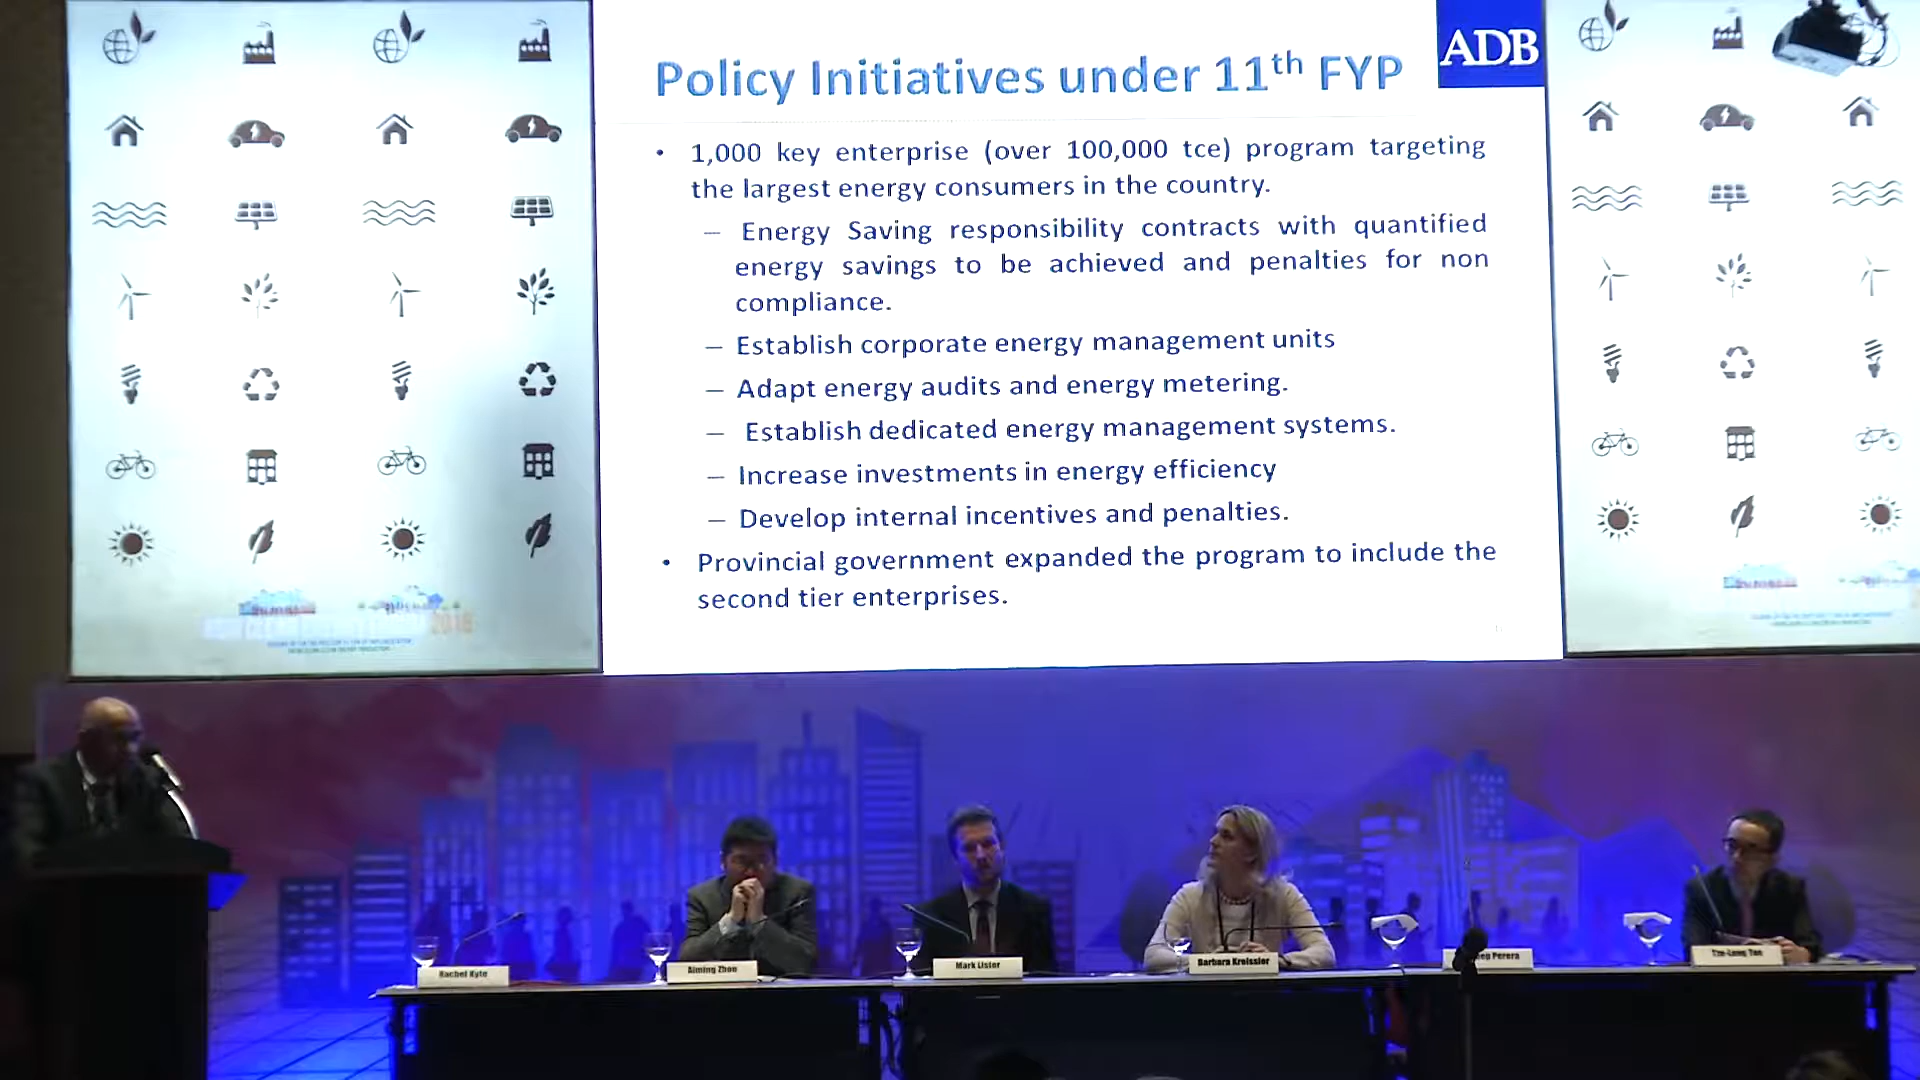 ADB
Policy Initiatives under 11th FYP
• 1,000 key enterprise (over 100,000 tce) program targeting
the largest energy consumers in the country.
– Energy Saving responsibility contracts with quantified
energy savings to be achieved and penalties for non
compliance.
– Establish corporate energy management units
– Adapt energy audits and energy metering.
– Establish dedicated energy management systems.
– Increase investments in energy efficiency
– Develop internal incentives and penalties.
• Provincial government expanded the program to include the
second tier enterprises.
2018
Rachel Kyte
Aiming Zhou
Mark Lister
Barbara Kreissler
Perera